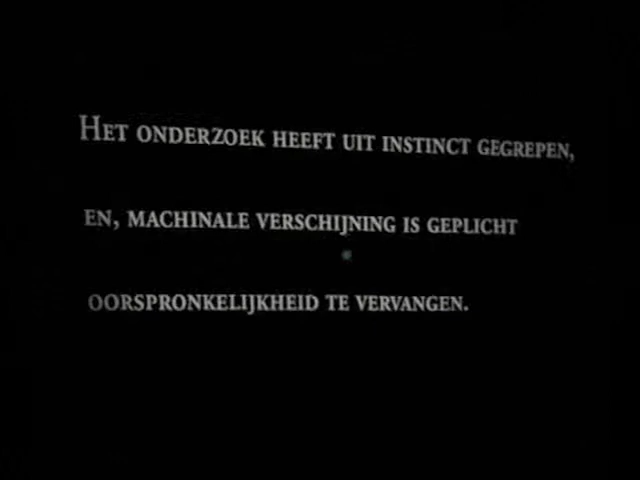 Het onderzoek heeft uit instinct gegrepen,
en, machinale verschijning is geplicht
oorspronkelijkheid te vervangen.